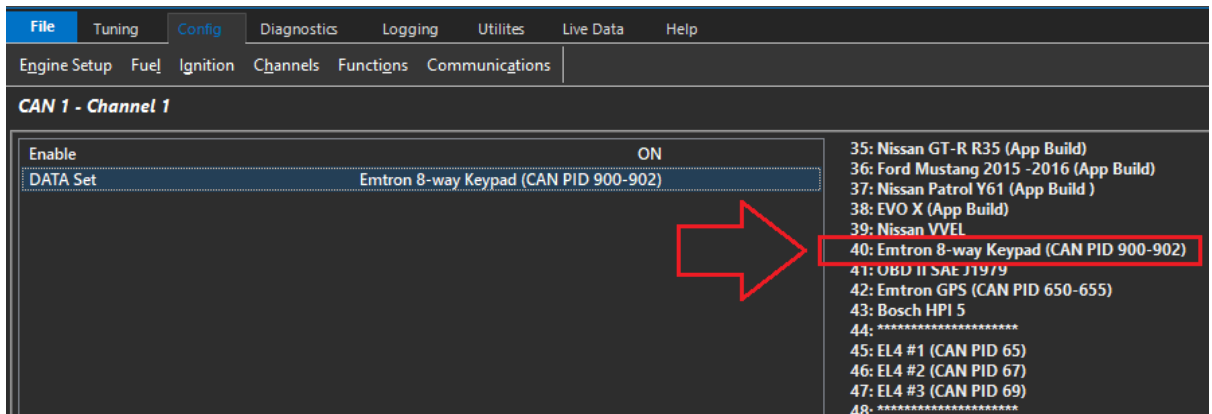 File Tuning Config Diagnostics Logging Utilites Live Data Help
Engine Setup Fuel Ignition Channels Functions Communications
CAN 1 - Channel 1
Enable ON
DATA Set Emtron 8-way Keypad (CAN PID 900-902)
35: Nissan GT-R R35 (App Build)
36: Ford Mustang 2015 -2016 (App Build)
37: Nissan Patrol Y61 (App Build )
38: EVO X (App Build)
39: Nissan VVEL
40: Emtron 8-way Keypad (CAN PID 900-902)
41: OBD II SAE J1979
42: Emtron GPS (CAN PID 650-655)
43: Bosch HPI 5
44: *********************
45: EL4 #1 (CAN PID 65)
46: EL4 #2 (CAN PID 67)
47: EL4 #3 (CAN PID 69)
48: *********************